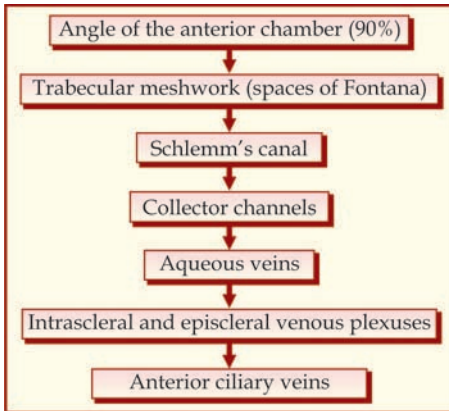 Angle of the anterior chamber (90%)
Trabecular meshwork (spaces of Fontana)
Schlemm's canal
Collector channels
Aqueous veins
Intrascleral and episcleral venous plexuses
Anterior ciliary veins